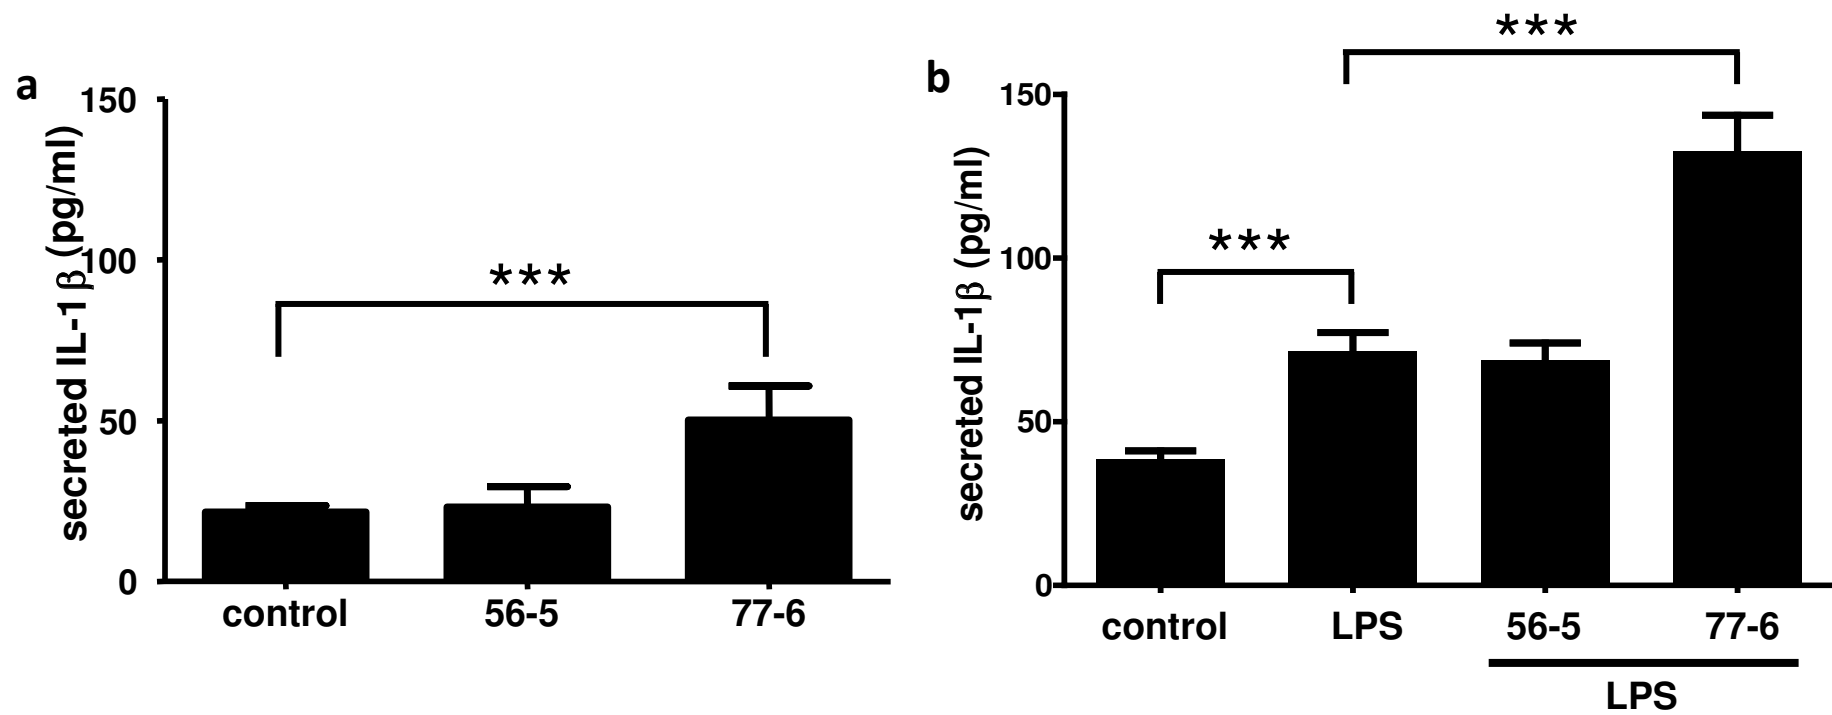 a
150
100
50
0
secreted IL-1β (pg/ml)
***
control 56-5 77-6
b
150
100
50
0
secreted IL-1β (pg/ml)
***
***
control LPS 56-5 77-6
LPS